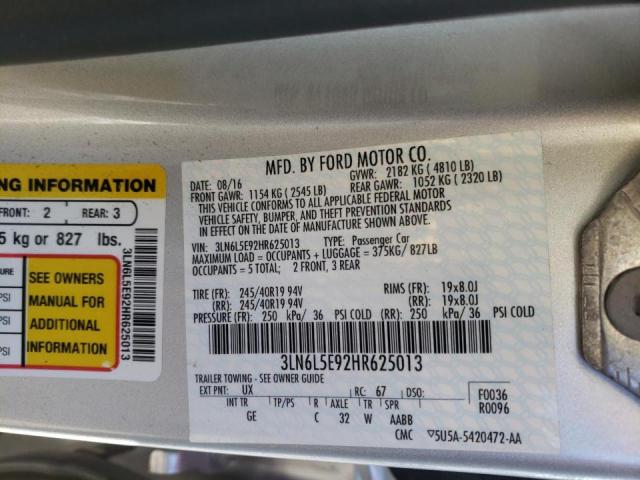 NG INFORMATION
FRONT: 2 REAR: 3
5 kg or 827 lbs.
SURE
PSI
PSI
PSI
SEE OWNERS
MANUAL FOR
ADDITIONAL
INFORMATION
3LN6L5E92HR625013
MFD. BY FORD MOTOR CO.
DATE: 08/16 GVWR: 2182 KG ( 4810 LB)
FRONT GAWR: 1154 KG ( 2545 LB) REAR GAWR: 1052 KG ( 2320 LB)
THIS VEHICLE CONFORMS TO ALL APPLICABLE FEDERAL MOTOR
VEHICLE SAFETY, BUMPER, AND THEFT PREVENTION STANDARDS
IN EFFECT ON THE DATE OF MANUFACTURE SHOWN ABOVE.
VIN: 3LN6L5E92HR625013 TYPE: Passenger Car
MAXIMUM LOAD = OCCUPANTS + LUGGAGE = 375KG/ 827LB
OCCUPANTS = 5 TOTAL; 2 FRONT, 3 REAR
TIRE (FR): 245/40R19 94V RIMS (FR): 19x8.0J
(RR): 245/40R19 94V (RR): 19x8.0J
PRESSURE (FR): 250 kPa/ 36 PSI COLD (RR): 250 kPa/ 36 PSI COLD
3LN6L5E92HR625013
TRAILER TOWING - SEE OWNER GUIDE
EXT PNT: UX RC: 67 DSO: F0036
INT TR TP/PS R AXLE TR SPR R0096
GE C 32 W AABB
CMC ▽5U5A-5420472-AA